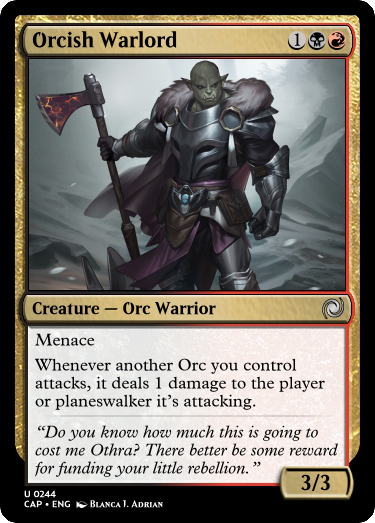 Orcish Warlord 1
Creature — Orc Warrior
Menace
Whenever another Orc you control
attacks, it deals 1 damage to the player
or planeswalker it's attacking.
“Do you know how much this is going to
cost me Othra? There better be some reward
for funding your little rebellion.”
3/3
U 0244
CAP • ENG Blanca J. Adrian